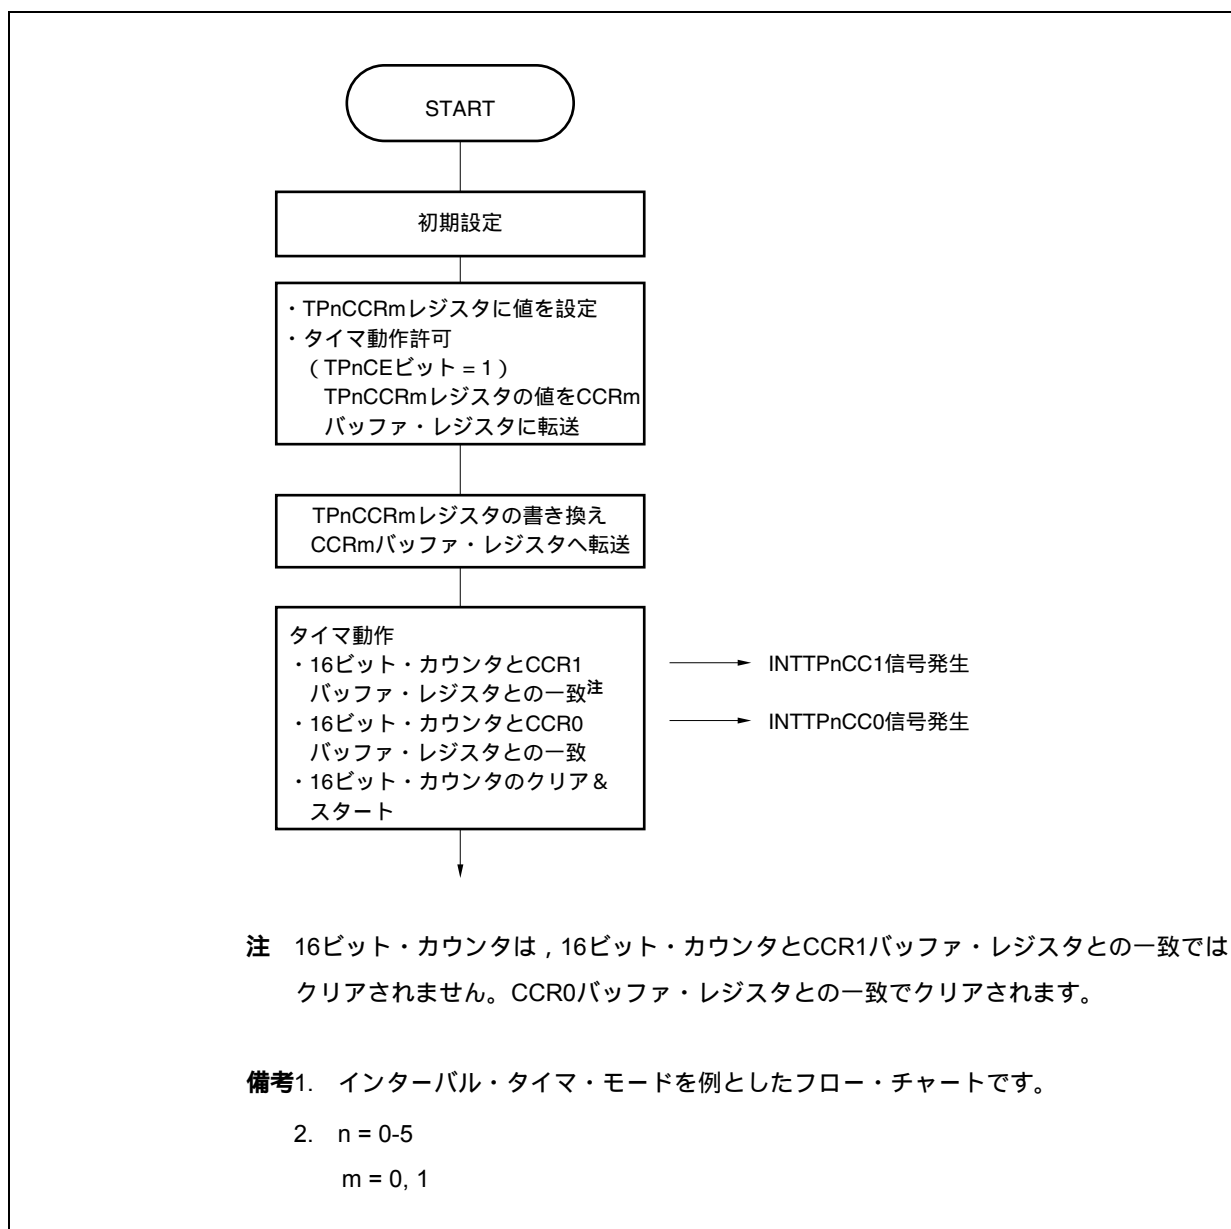 START
初期設定
・TPnCCRmレジスタに値を設定
・タイマ動作許可
（TPnCEビット = 1）
TPnCCRmレジスタの値をCCRm
バッファ・レジスタに転送
TPnCCRmレジスタの書き換え
CCRmバッファ・レジスタへ転送
タイマ動作
・16ビット・カウンタとCCR1
バッファ・レジスタとの一致注
・16ビット・カウンタとCCR0
バッファ・レジスタとの一致
・16ビット・カウンタのクリア＆
スタート
INTTPnCC1信号発生
INTTPnCC0信号発生
注 16ビット・カウンタは，16ビット・カウンタとCCR1バッファ・レジスタとの一致では
クリアされません。CCR0バッファ・レジスタとの一致でクリアされます。
備考1. インターバル・タイマ・モードを例としたフロー・チャートです。
2. n = 0-5
m = 0, 1